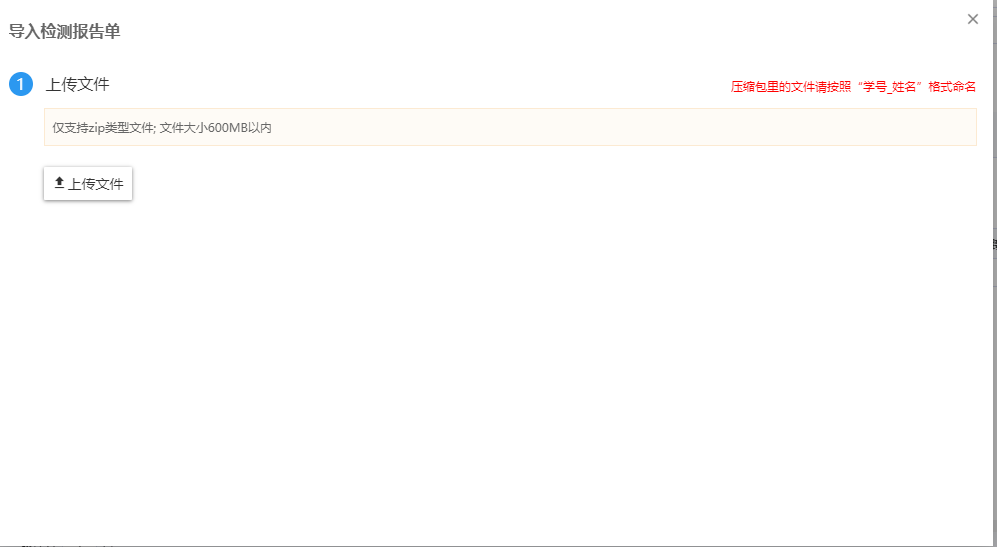 导入检测报告单
1 上传文件
压缩包里的文件请按照“学号_姓名”格式命名
仅支持zip类型文件; 文件大小600MB以内
上传文件